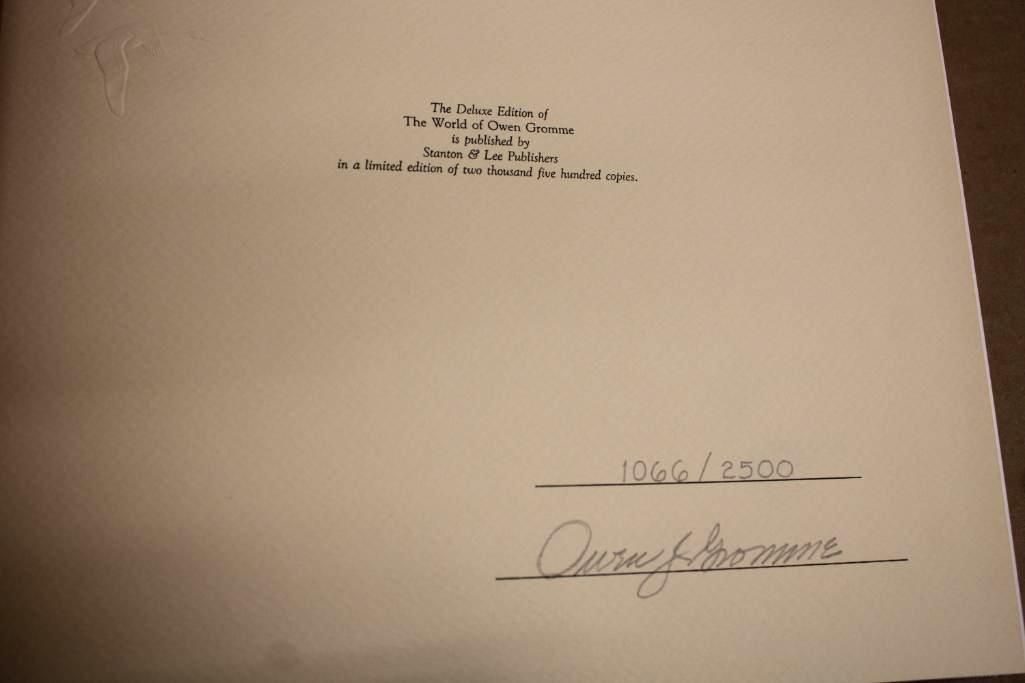 The Deluxe Edition of
The World of Owen Gromme
is published by
Stanton & Lee Publishers
in a limited edition of two thousand five hundred copies.
1066/2500
Owen J Gromme